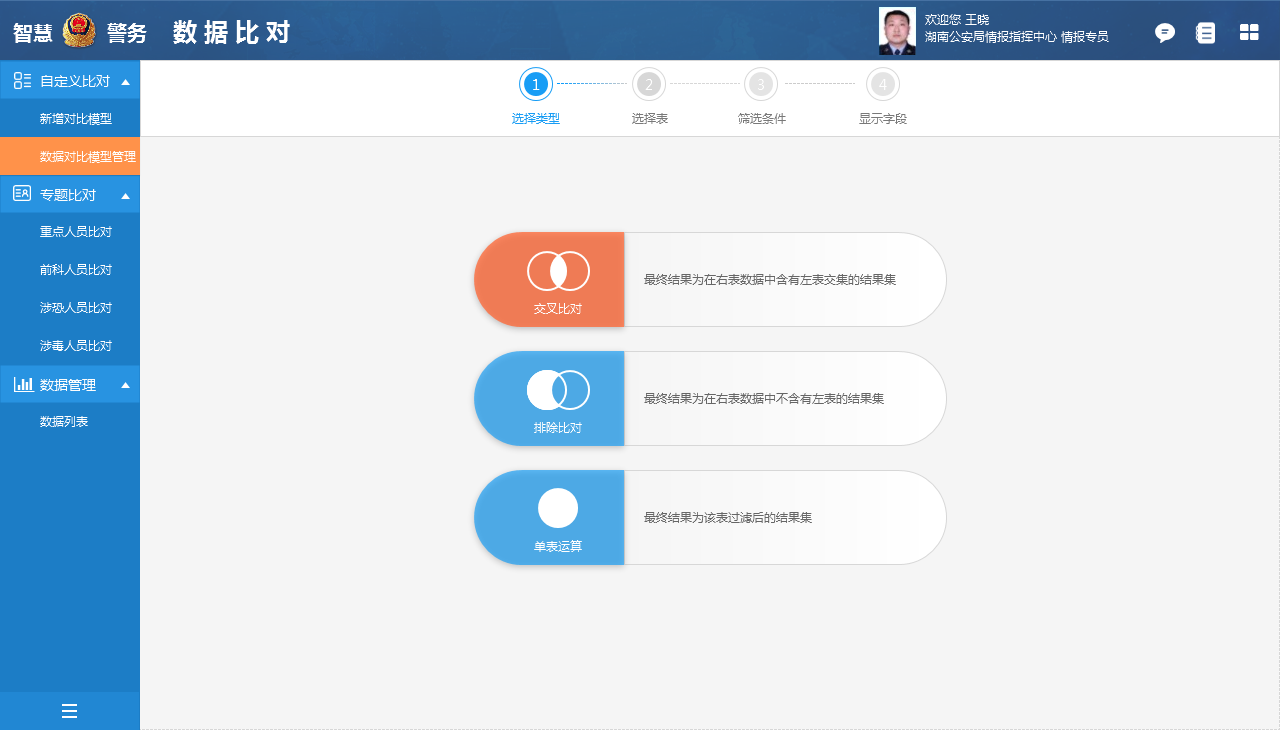 智慧 警务 数据比对
欢迎您 王晓
湖南公安局情报指挥中心 情报专员
自定义比对
新增对比模型
数据对比模型管理
专题比对
重点人员比对
前科人员比对
涉恐人员比对
涉毒人员比对
数据管理
数据列表
1 2 3 4
选择类型 选择表 筛选条件 显示字段
交叉比对
最终结果为在右表数据中含有左表交集的结果集
排除比对
最终结果为在右表数据中不含有左表的结果集
单表运算
最终结果为该表过滤后的结果集